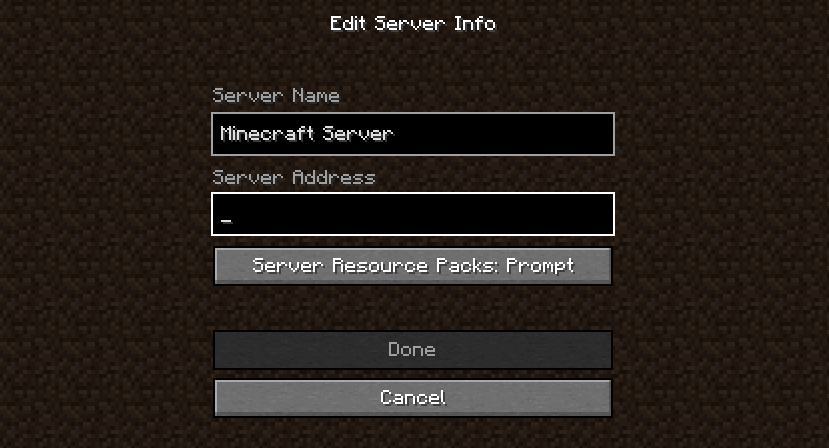 Edit Server Info
Server Name
Minecraft Server
Server Address
_
Server Resource Packs: Prompt
Done
Cancel